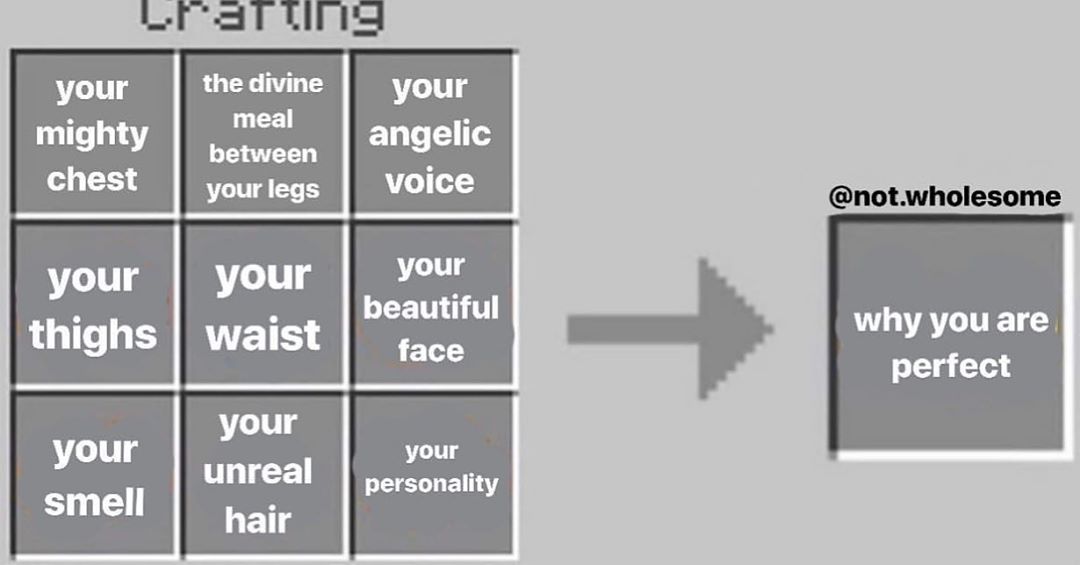 Crafting
your
mighty
chest
the divine
meal
between
your legs
your
angelic
voice
your
thighs
your
waist
your
beautiful
face
your
smell
your
unreal
hair
your
personality
@not.wholesome
why you are
perfect